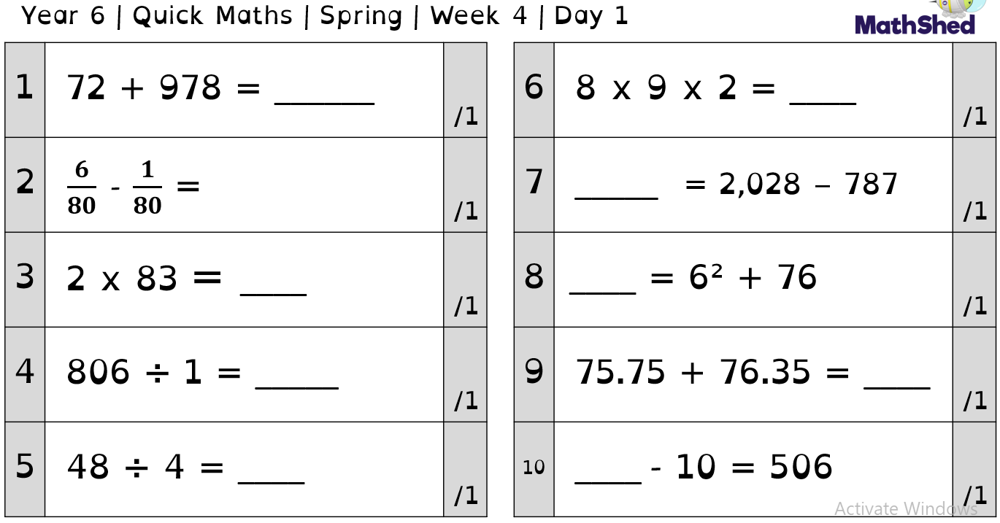 Year 6 | Quick Maths | Spring | Week 4 | Day 1
MathShed
1 72 + 978 = ______ /1
2 6/80 - 1/80 = /1
3 2 x 83 = ____ /1
4 806 ÷ 1 = _____ /1
5 48 ÷ 4 = ____ /1
6 8 x 9 x 2 = ____ /1
7 _____ = 2,028 – 787 /1
8 ____ = 6² + 76 /1
9 75.75 + 76.35 = ____ /1
10 ____ - 10 = 506 /1
Activate Windows